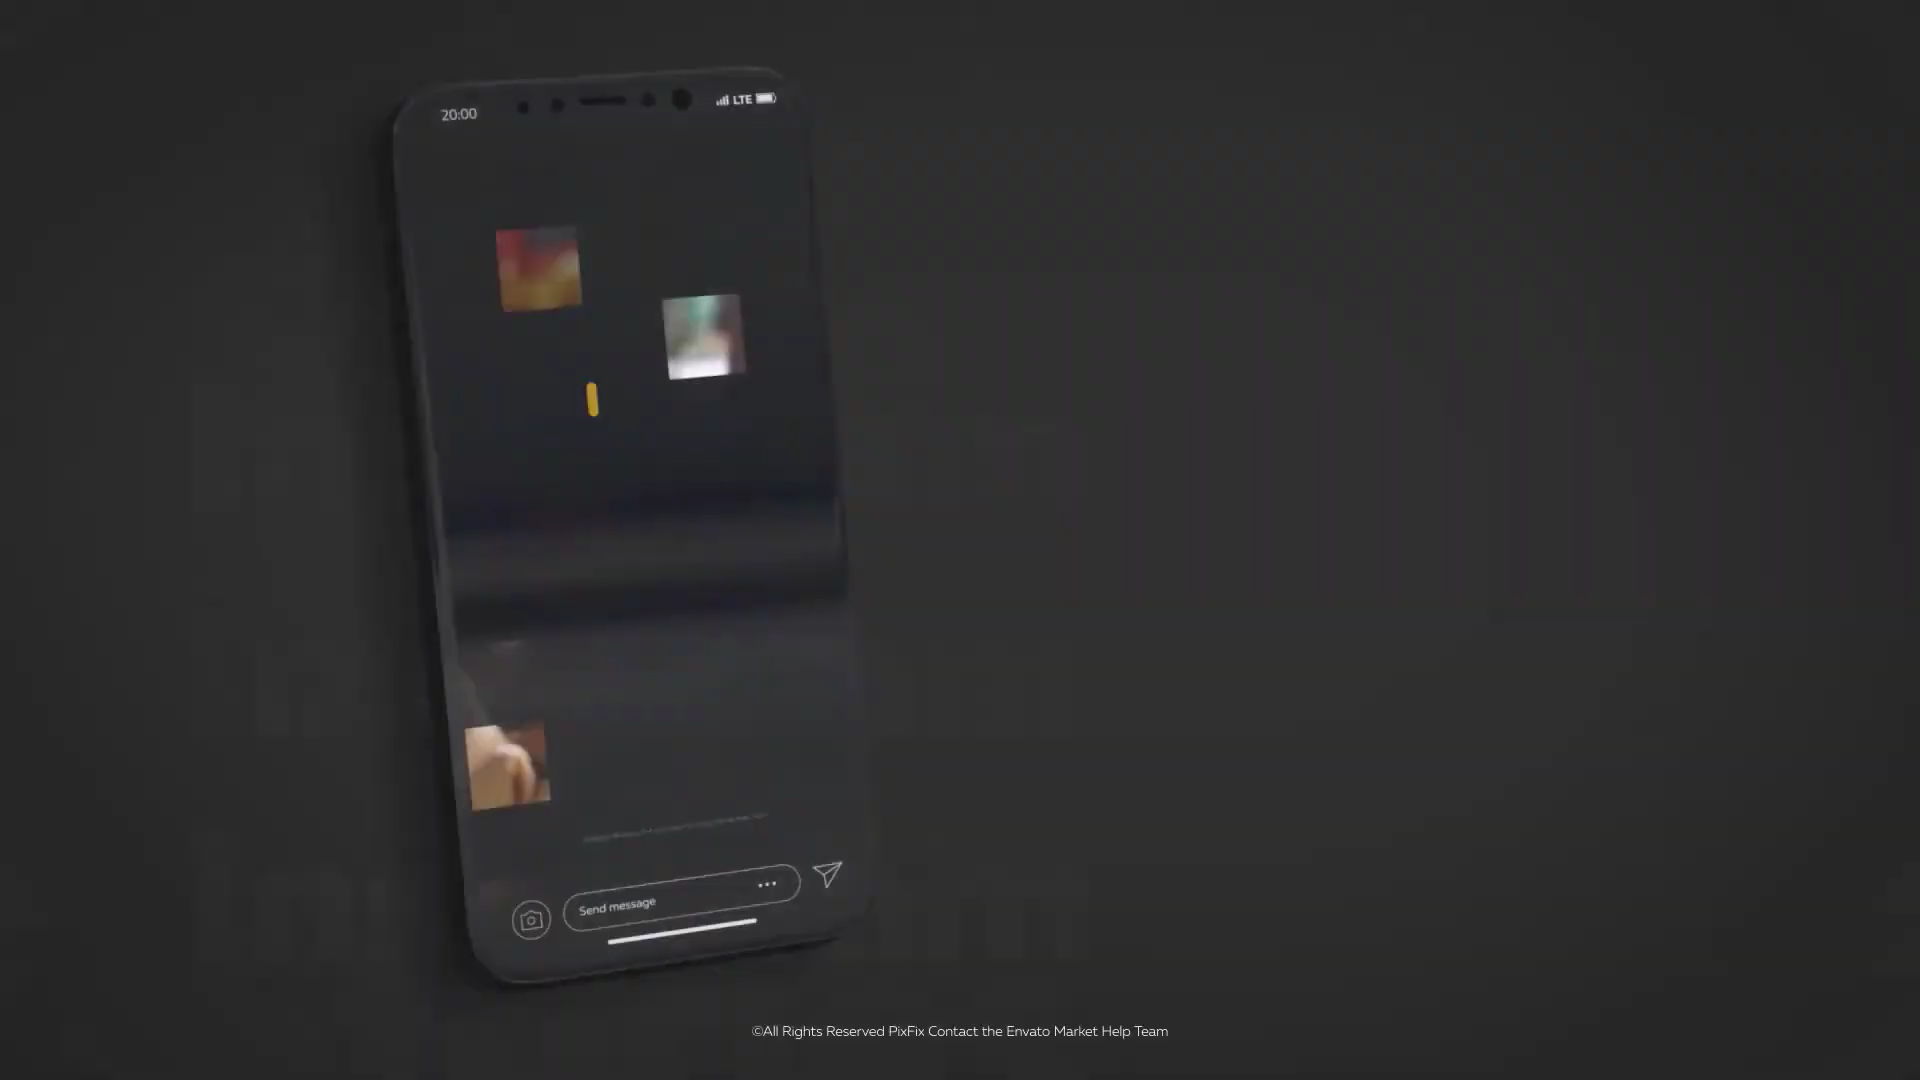 20:00
LTE
Send message
©All Rights Reserved PixFix Contact the Envato Market Help Team